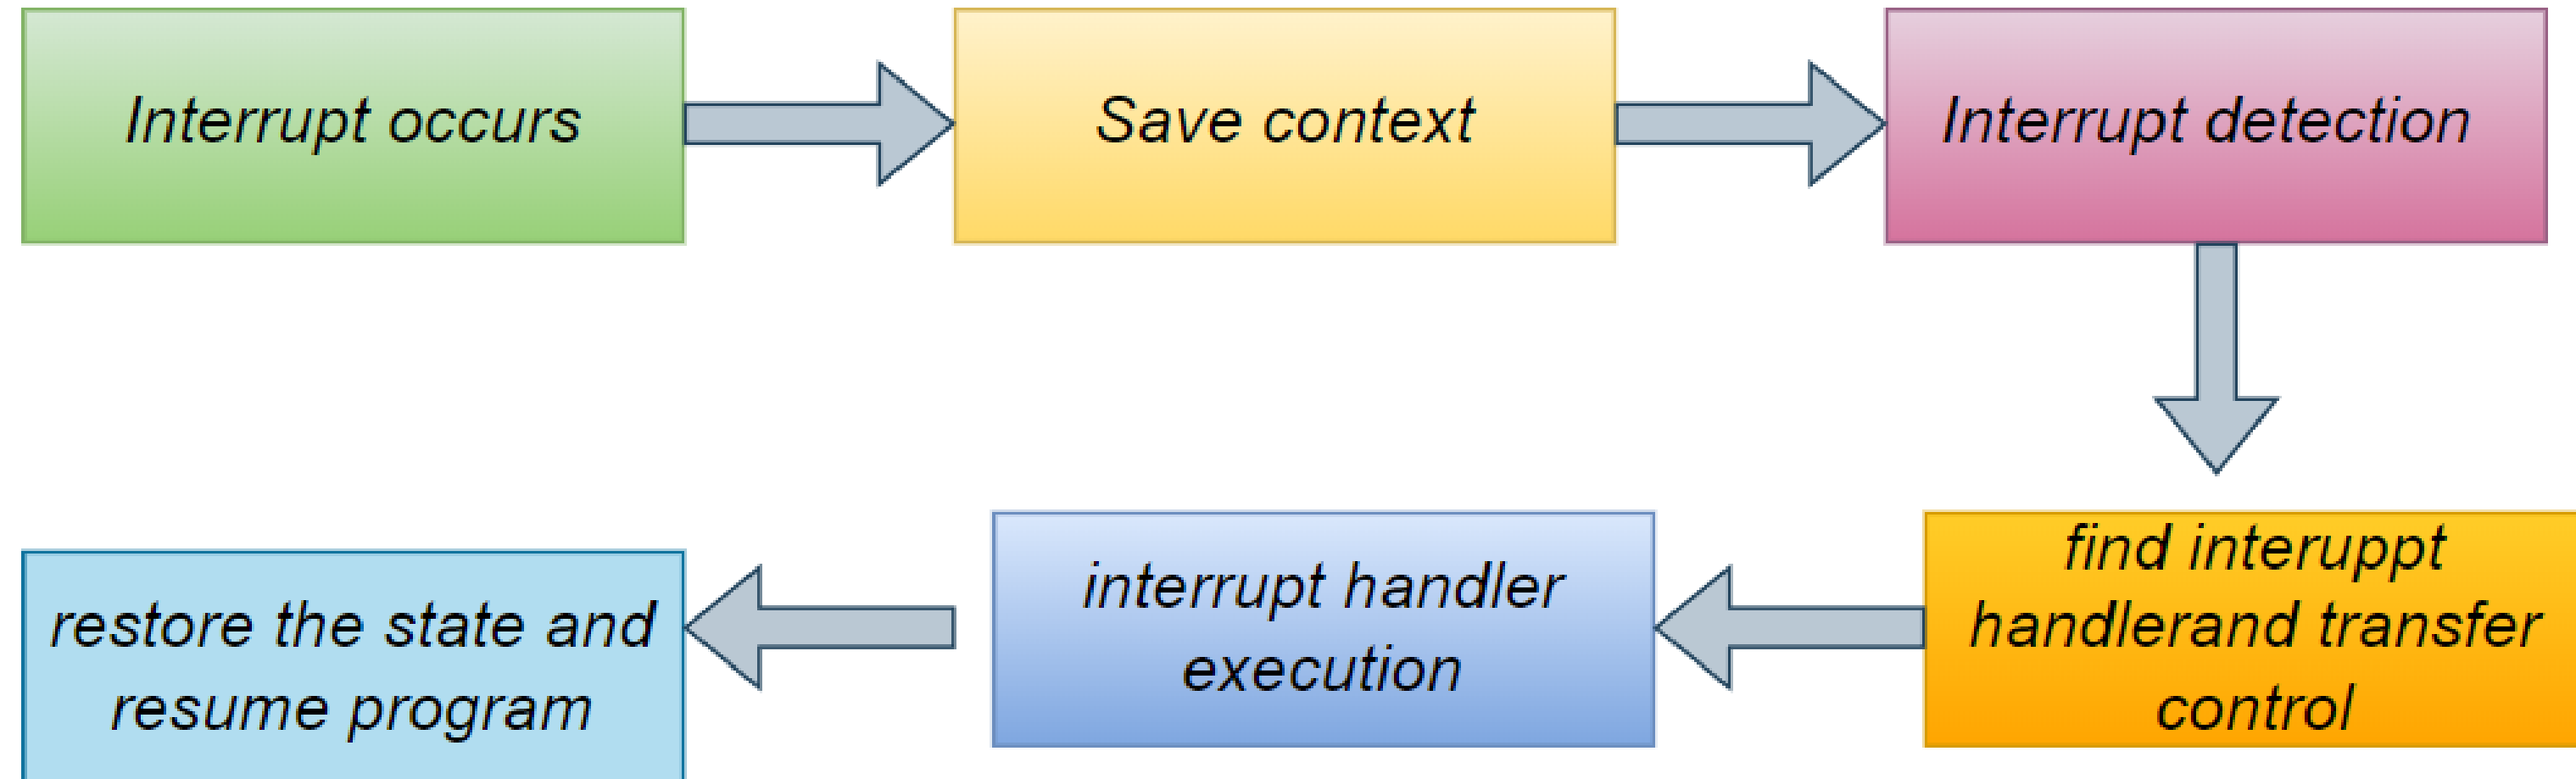 Interrupt occurs
Save context
Interrupt detection
find interuppt
handlerand transfer
control
interrupt handler
execution
restore the state and
resume program